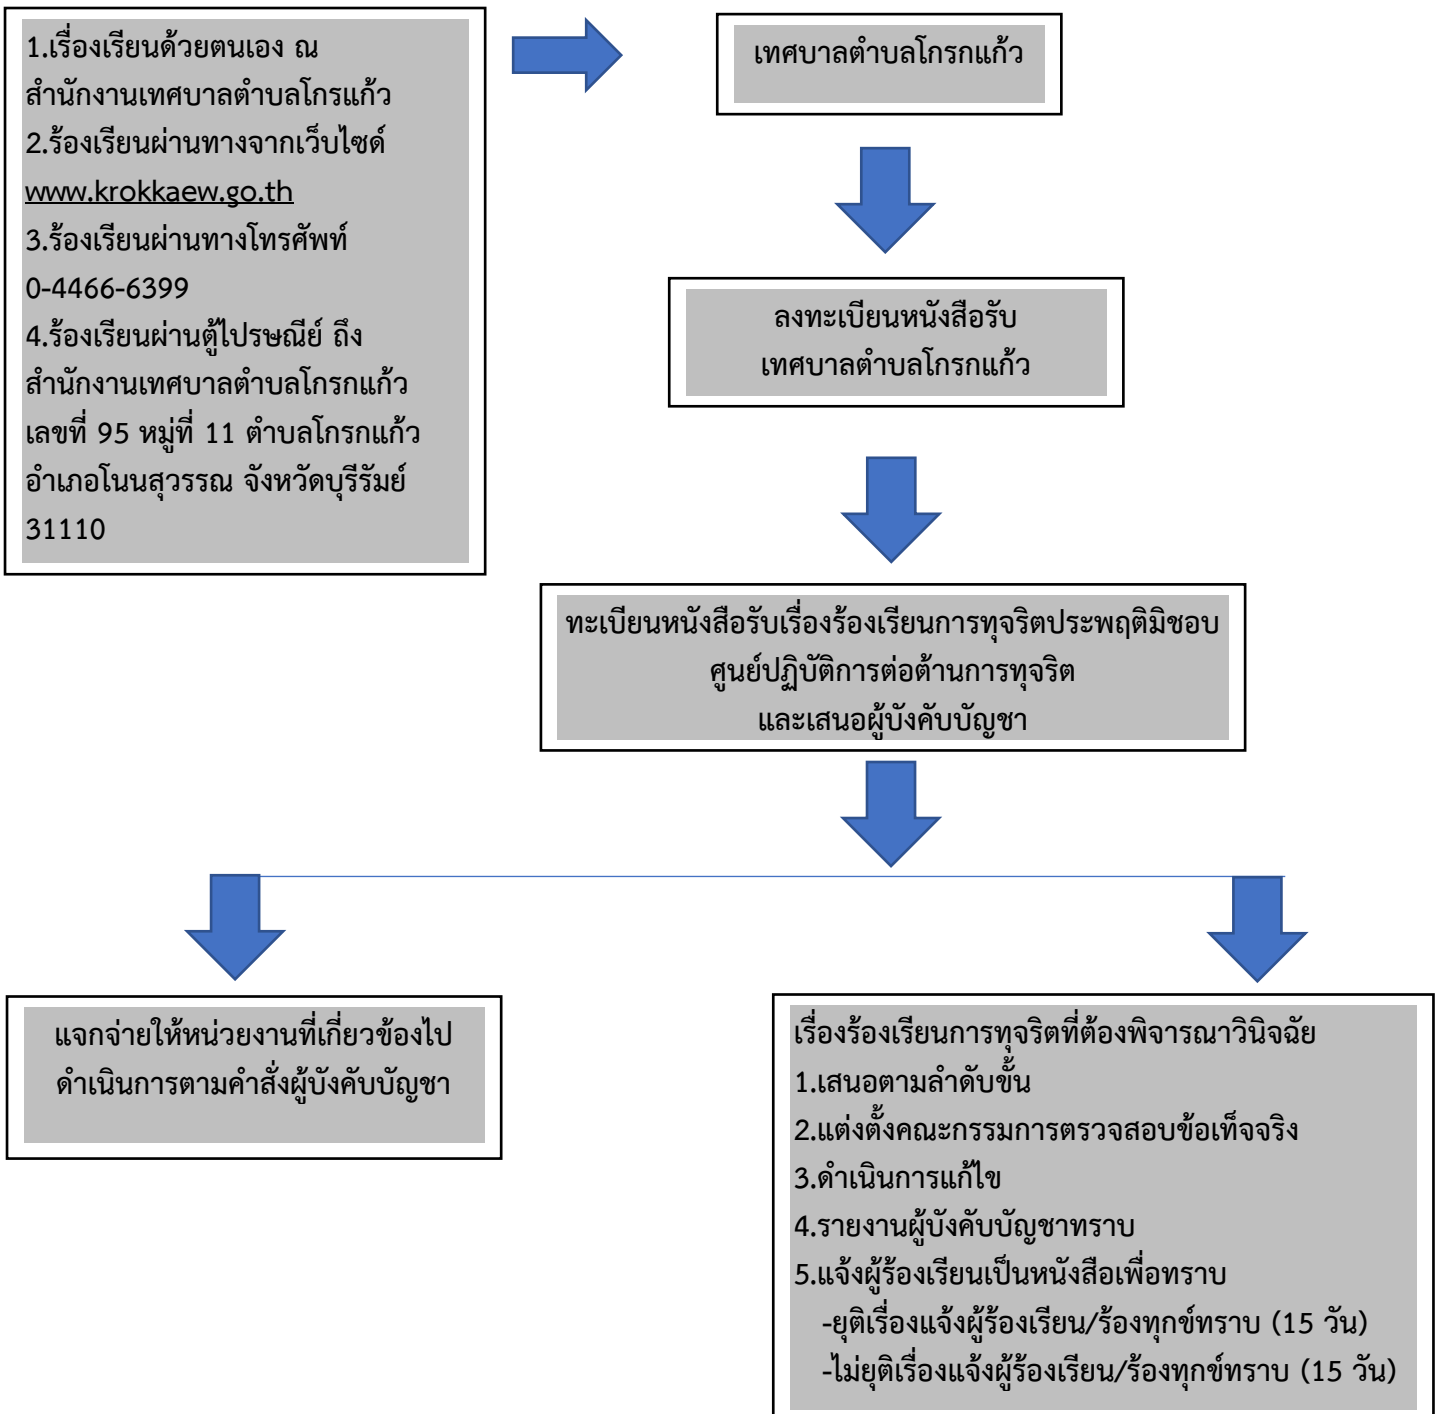 1.เรื่องเรียนด้วยตนเอง ณ
สำนักงานเทศบาลตำบลโกรแก้ว
2.ร้องเรียนผ่านทางจากเว็บไซด์
www.krokkaew.go.th
3.ร้องเรียนผ่านทางโทรศัพท์
0-4466-6399
4.ร้องเรียนผ่านตู้ไปรษณีย์ ถึง
สำนักงานเทศบาลตำบลโกรกแก้ว
เลขที่ 95 หมู่ที่ 11 ตำบลโกรกแก้ว
อำเภอโนนสุวรรณ จังหวัดบุรีรัมย์
31110
เทศบาลตำบลโกรกแก้ว
ลงทะเบียนหนังสือรับ
เทศบาลตำบลโกรกแก้ว
ทะเบียนหนังสือรับเรื่องร้องเรียนการทุจริตประพฤติมิชอบ
ศูนย์ปฏิบัติการต่อต้านการทุจริต
และเสนอผู้บังคับบัญชา
แจกจ่ายให้หน่วยงานที่เกี่ยวข้องไป
ดำเนินการตามคำสั่งผู้บังคับบัญชา
เรื่องร้องเรียนการทุจริตที่ต้องพิจารณาวินิจฉัย
1.เสนอตามลำดับขั้น
2.แต่งตั้งคณะกรรมการตรวจสอบข้อเท็จจริง
3.ดำเนินการแก้ไข
4.รายงานผู้บังคับบัญชาทราบ
5.แจ้งผู้ร้องเรียนเป็นหนังสือเพื่อทราบ
-ยุติเรื่องแจ้งผู้ร้องเรียน/ร้องทุกข์ทราบ (15 วัน)
-ไม่ยุติเรื่องแจ้งผู้ร้องเรียน/ร้องทุกข์ทราบ (15 วัน)